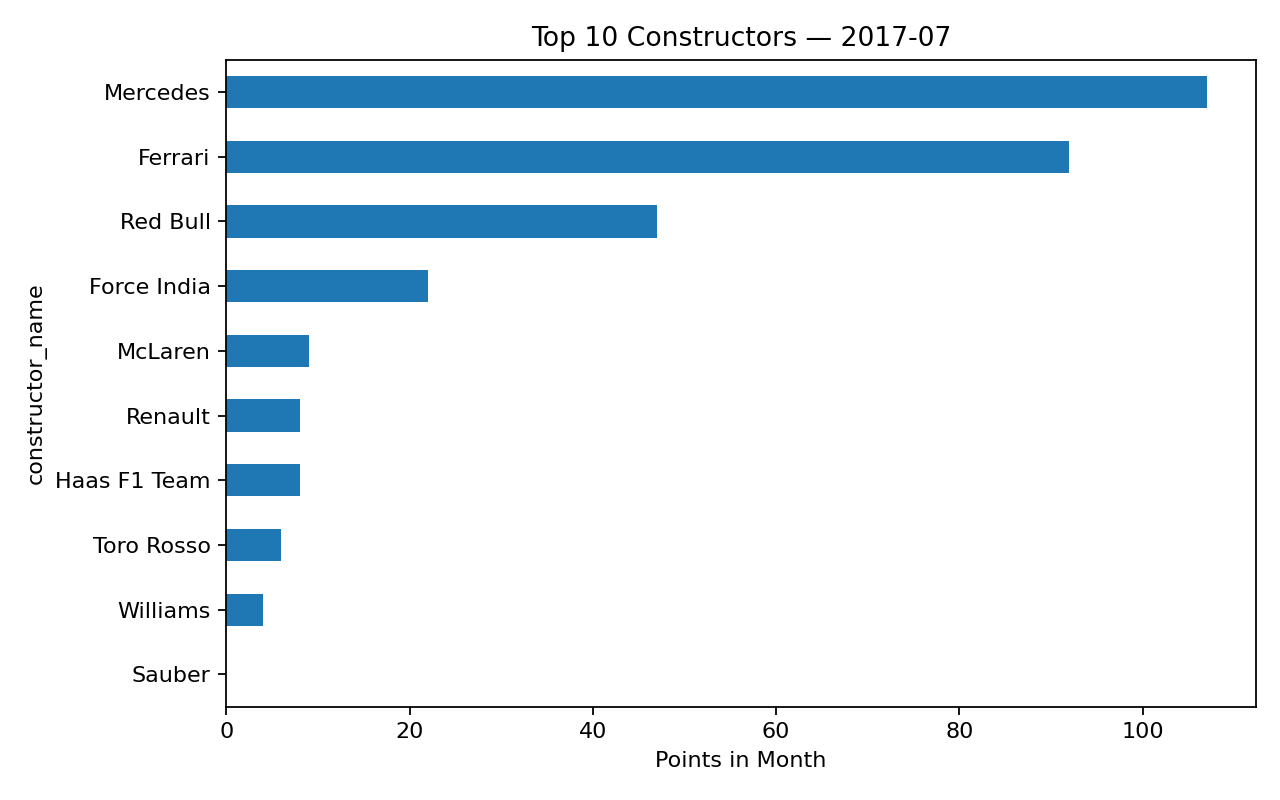 Top 10 Constructors — 2017-07
Mercedes
Ferrari
Red Bull
Force India
McLaren
Renault
Haas F1 Team
Toro Rosso
Williams
Sauber
constructor_name
0 20 40 60 80 100
Points in Month